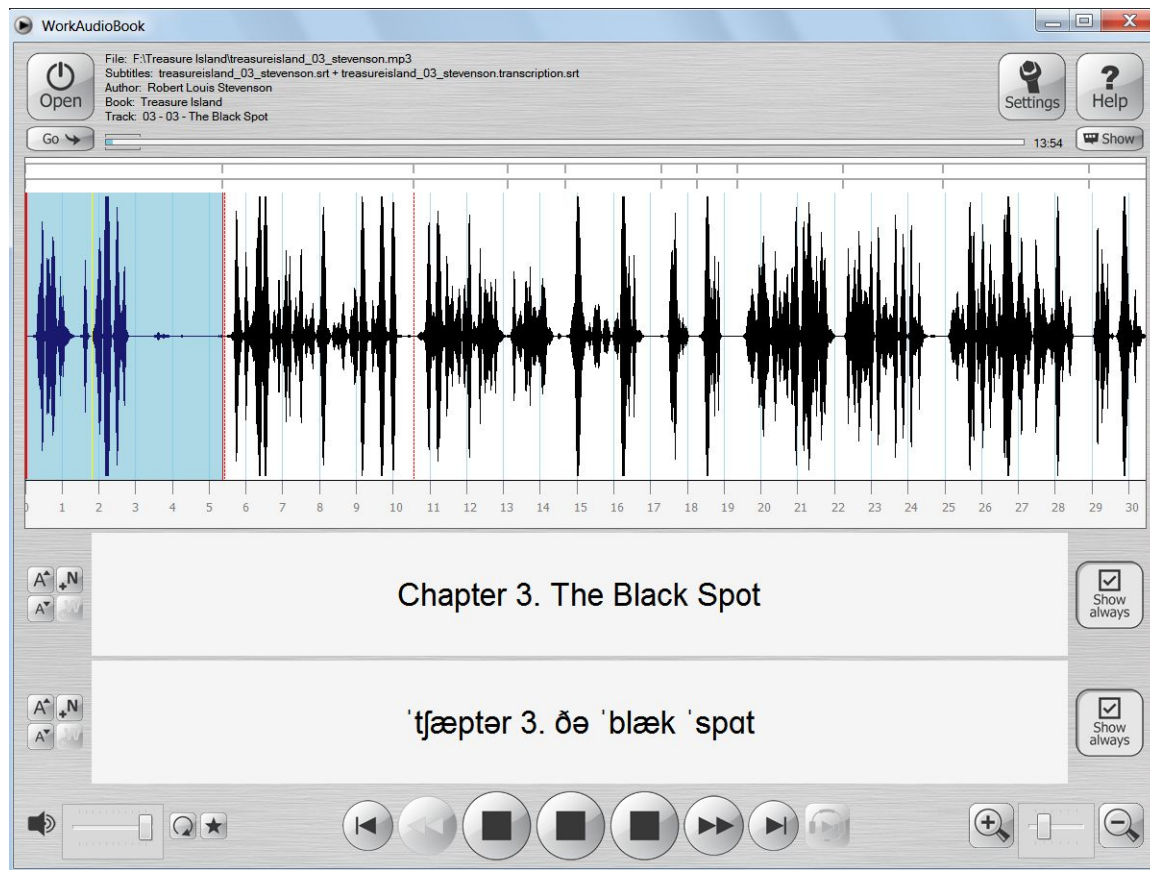 WorkAudioBook
File: F:\Treasure Island\treasureisland_03_stevenson.mp3
Subtitles: treasureisland_03_stevenson.srt + treasureisland_03_stevenson.transcription.srt
Author: Robert Louis Stevenson
Book: Treasure Island
Track: 03 - 03 - The Black Spot
Open
Settings
? Help
Go
13:54
Show
0 1 2 3 4 5 6 7 8 9 10 11 12 13 14 15 16 17 18 19 20 21 22 23 24 25 26 27 28 29 30
A +N
A W
Chapter 3. The Black Spot
Show
always
A +N
A W
ˈtʃæptər 3. ðə ˈblæk ˈspɑt
Show
always